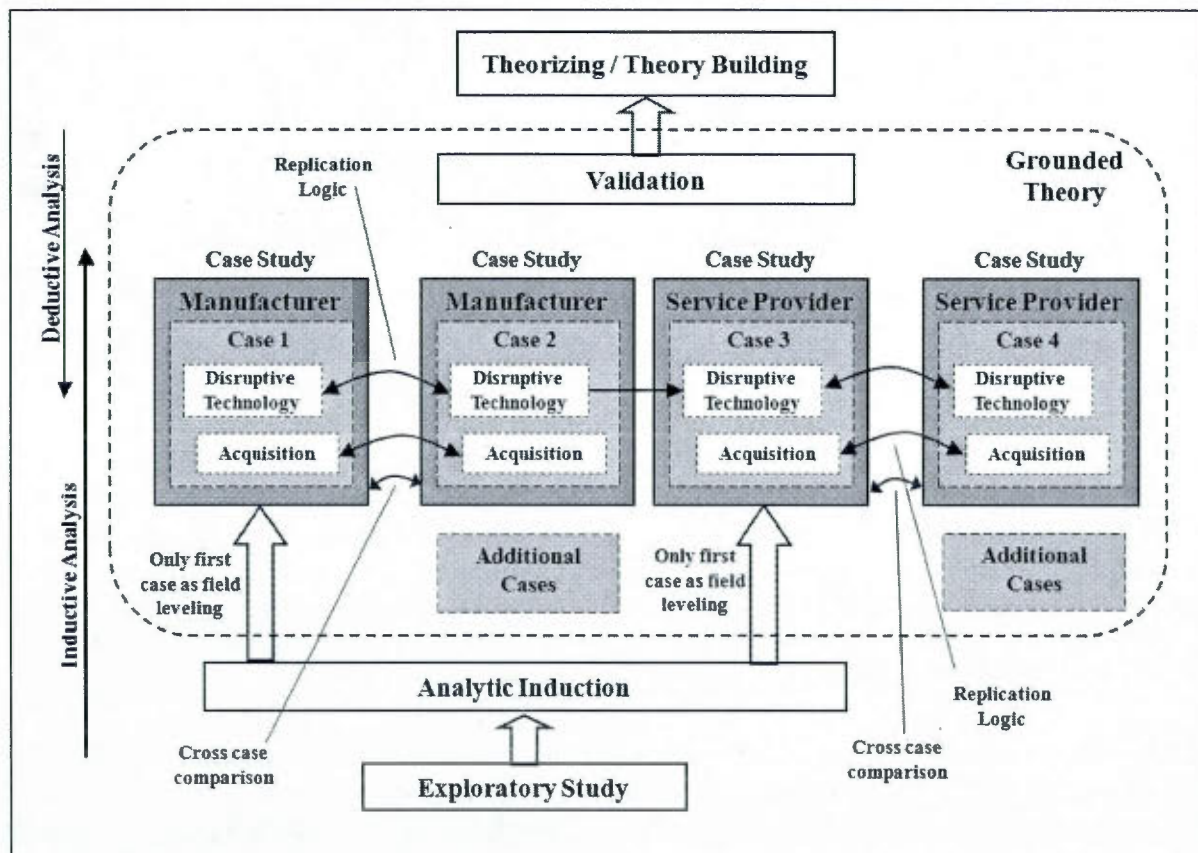 Theorizing / Theory Building
Replication
Logic
Validation
Grounded
Theory
Deductive Analysis
Inductive Analysis
Case Study
Manufacturer
Case 1
Disruptive
Technology
Acquisition
Case Study
Manufacturer
Case 2
Disruptive
Technology
Acquisition
Case Study
Service Provider
Case 3
Disruptive
Technology
Acquisition
Case Study
Service Provider
Case 4
Disruptive
Technology
Acquisition
Only first
case as field
leveling
Additional
Cases
Only first
case as field
leveling
Additional
Cases
Analytic Induction
Replication
Logic
Cross case
comparison
Cross case
comparison
Exploratory Study